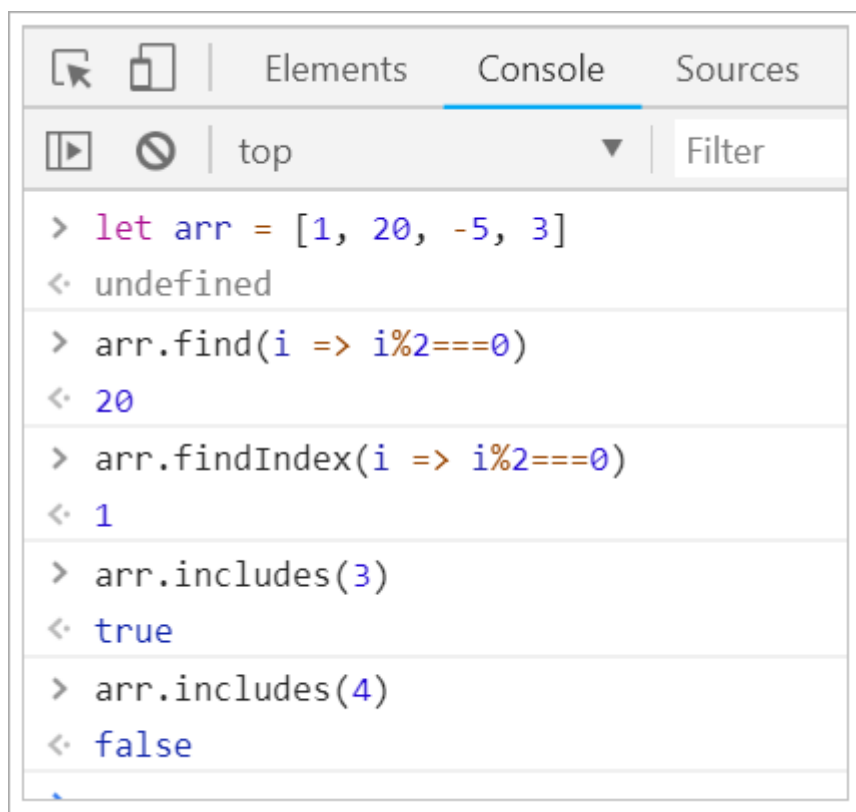 Elements Console Sources
top Filter
> let arr = [1, 20, -5, 3]
<· undefined
> arr.find(i => i%2===0)
<· 20
> arr.findIndex(i => i%2===0)
<· 1
> arr.includes(3)
<· true
> arr.includes(4)
<· false